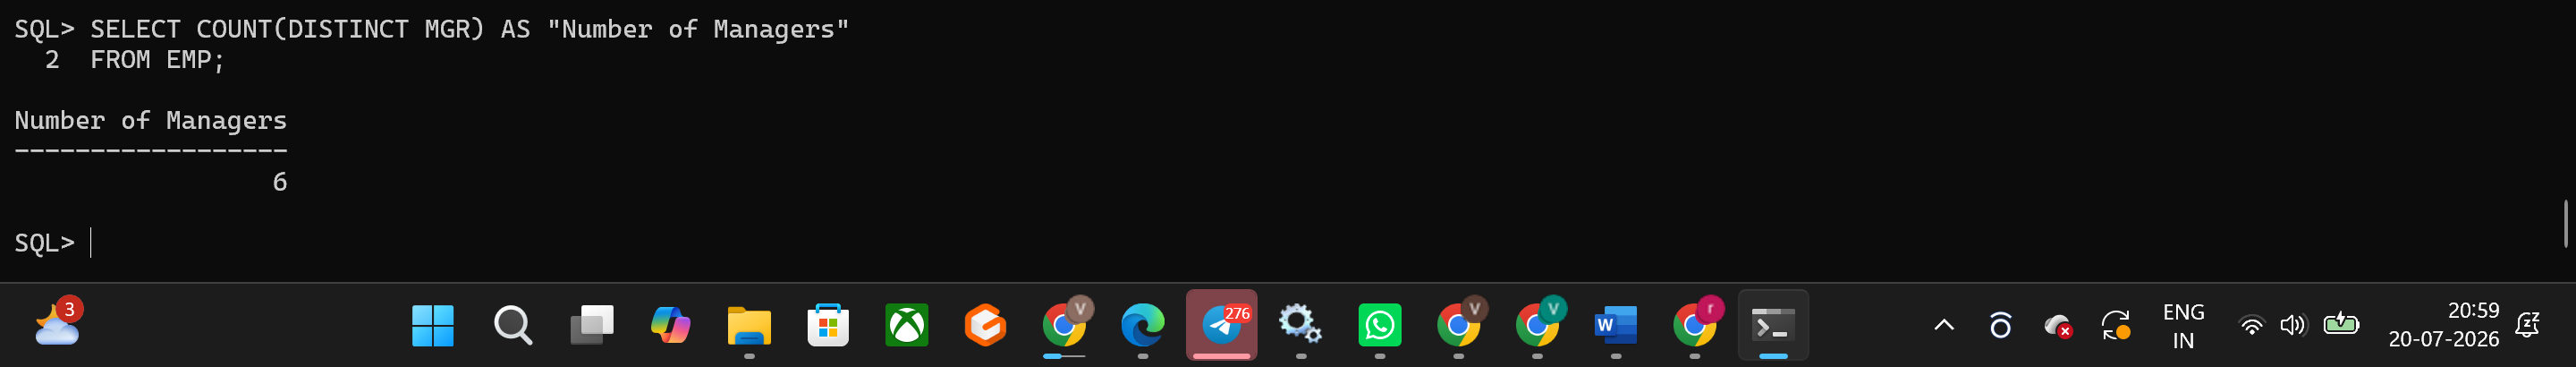 SQL> SELECT COUNT(DISTINCT MGR) AS "Number of Managers"
  2  FROM EMP;
Number of Managers
------------------
                 6
SQL>
3
V
276
V
V
W
r
ENG
IN
20:59
20-07-2026